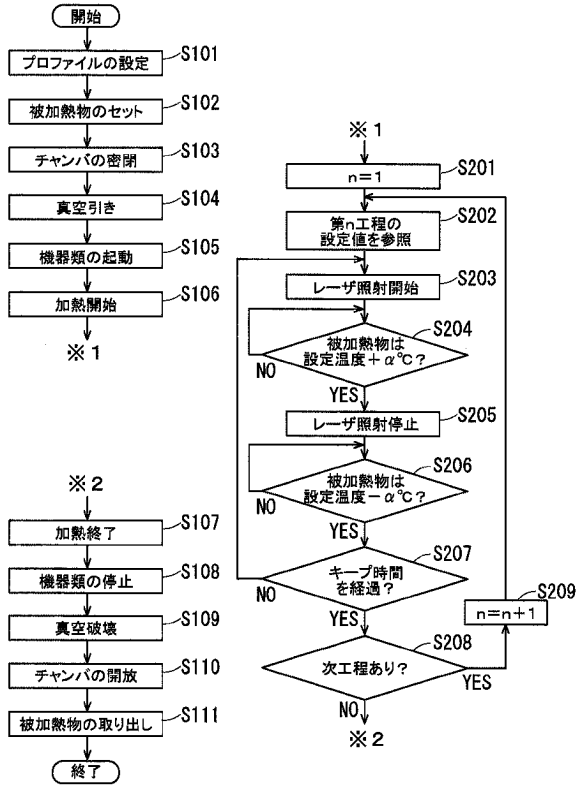 開始
プロファイルの設定
S101
被加熱物のセット
S102
チャンバの密閉
S103
真空引き
S104
機器類の起動
S105
加熱開始
S106
※1
※2
加熱終了
S107
機器類の停止
S108
真空破壊
S109
チャンバの開放
S110
被加熱物の取り出し
S111
終了
※1
n=1
S201
第n工程の
設定値を参照
S202
レーザ照射開始
S203
被加熱物は
設定温度+α℃?
S204
NO
YES
レーザ照射停止
S205
被加熱物は
設定温度-α℃?
S206
NO
YES
キープ時間
を経過?
S207
NO
YES
次工程あり?
S208
YES
n=n+1
S209
NO
※2